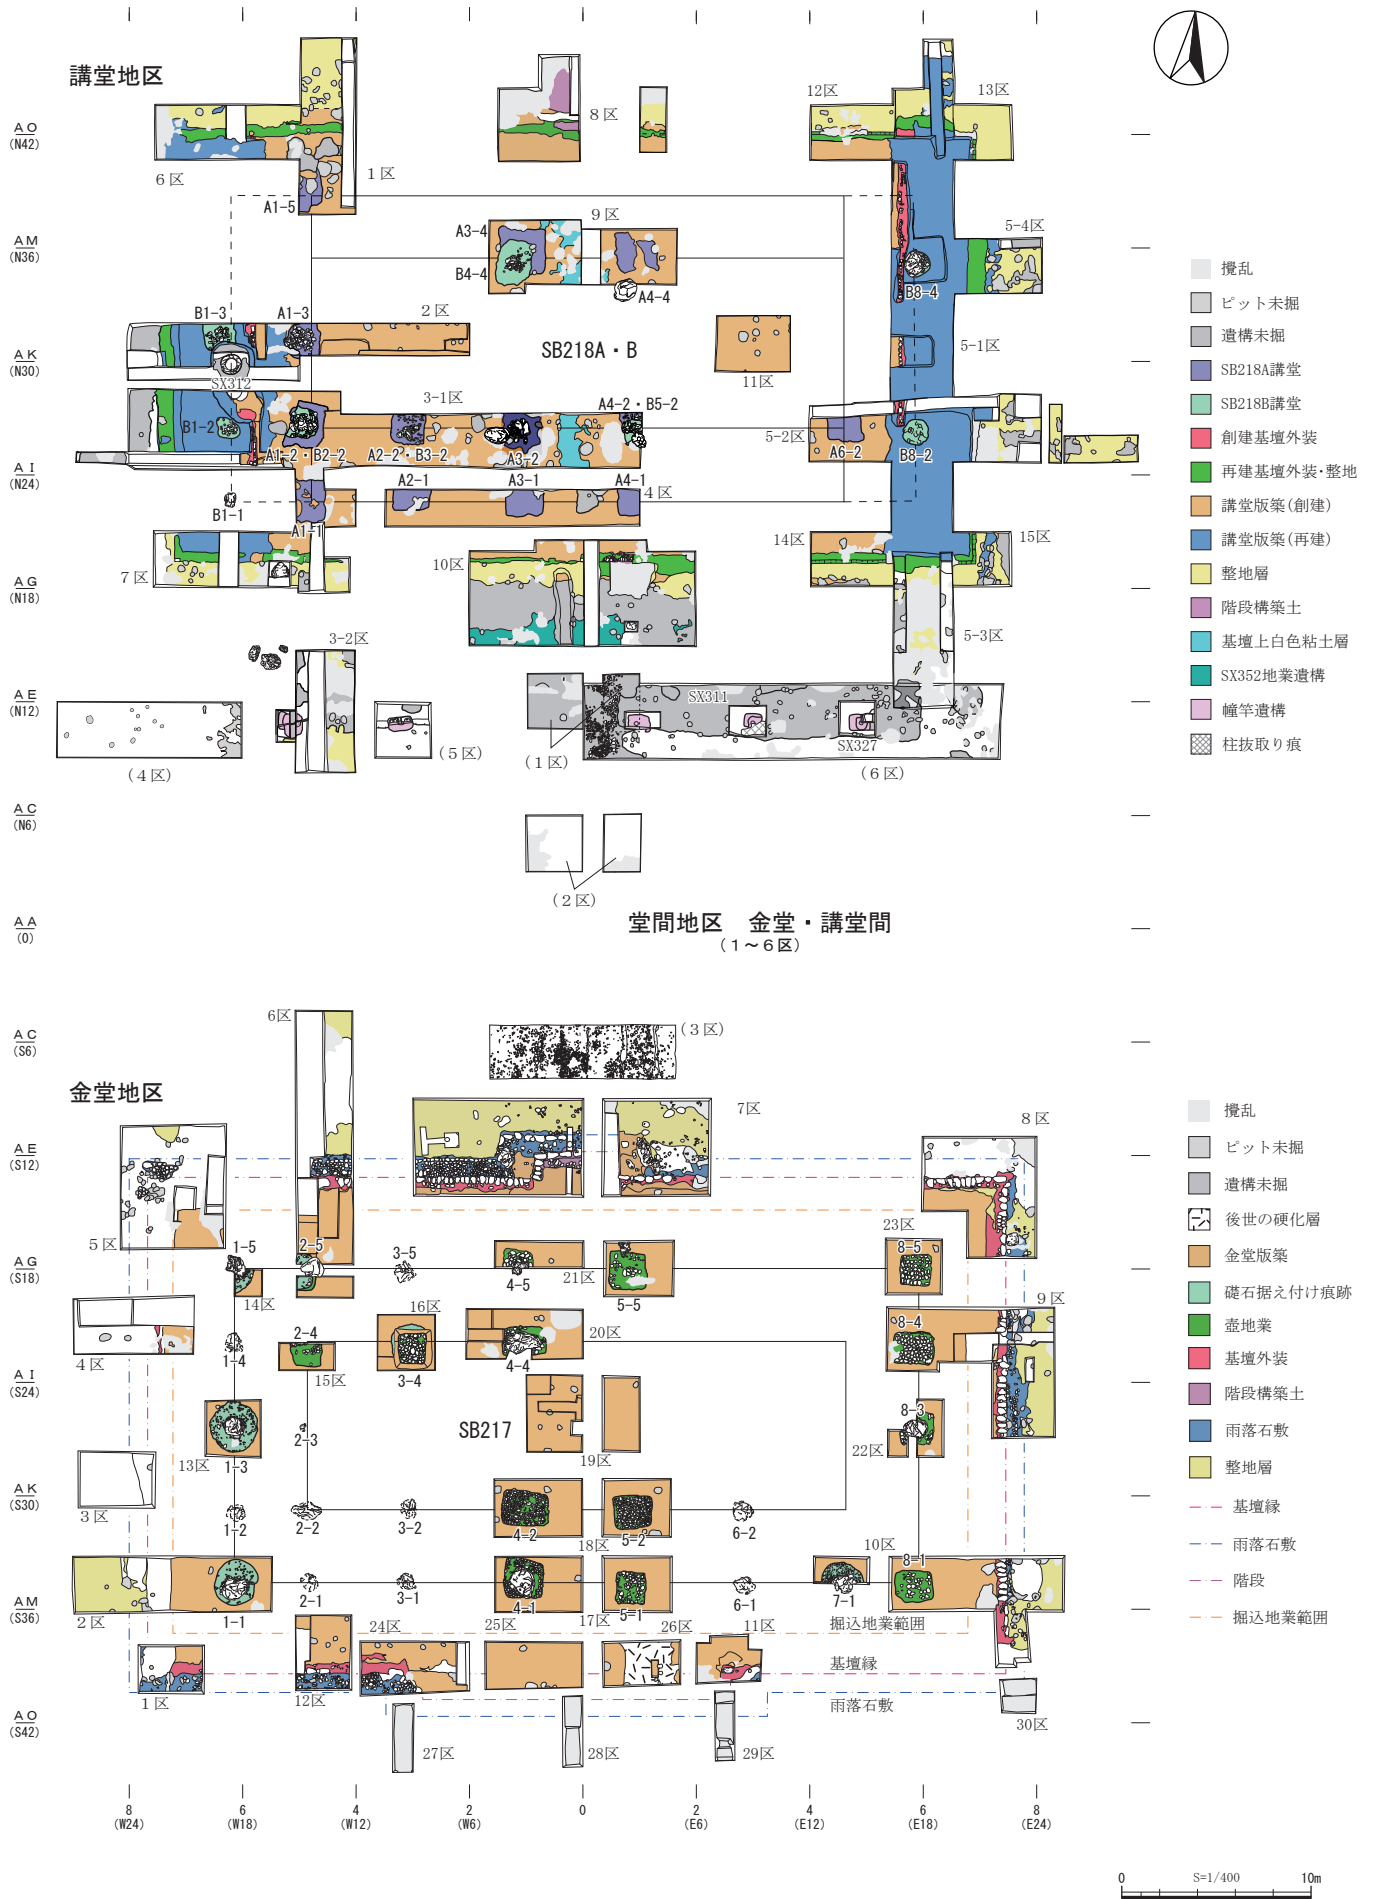 講堂地区
AO
(N42)
AM
(N36)
AK
(N30)
AI
(N24)
AG
(N18)
AE
(N12)
AC
(N6)
AA
(0)
6区
1区
8区
12区
13区
A1-5
9区
A3-4
B4-4
A4-4
5-4区
B8-4
B1-3
A1-3
2区
SX312
SB218A・B
11区
5-1区
3-1区
B1-2
A1-2・B2-2
A2-2・B3-2
A3-2
A4-2・B5-2
5-2区
A6-2
B8-2
A2-1
A3-1
A4-1
4区
B1-1
A1-1
7区
10区
14区
15区
3-2区
5-3区
SX311
SX327
(4区)
(5区)
(1区)
(6区)
(2区)
堂間地区 金堂・講堂間
(1～6区)
攪乱
ピット未掘
遺構未掘
SB218A講堂
SB218B講堂
創建基壇外装
再建基壇外装・整地
講堂版築(創建)
講堂版築(再建)
整地層
階段構築土
基壇上白色粘土層
SX352地業遺構
幢竿遺構
柱抜取り痕
金堂地区
AC
(S6)
AE
(S12)
AG
(S18)
AI
(S24)
AK
(S30)
AM
(S36)
AO
(S42)
6区
(3区)
7区
8区
5区
1-5
2-5
3-5
4-5
21区
5-5
23区
8-5
14区
16区
9区
4区
1-4
2-4
15区
3-4
4-4
20区
8-4
13区
1-3
2-3
SB217
19区
8-3
22区
3区
1-2
2-2
3-2
4-2
18区
5-2
6-2
10区
8-1
2区
1-1
2-1
3-1
4-1
17区
5-1
6-1
7-1
掘込地業範囲
24区
25区
26区
11区
基壇縁
1区
12区
雨落石敷
30区
27区
28区
29区
攪乱
ピット未掘
遺構未掘
後世の硬化層
金堂版築
礎石据え付け痕跡
壺地業
基壇外装
階段構築土
雨落石敷
整地層
基壇縁
雨落石敷
階段
掘込地業範囲
8
(W24)
6
(W18)
4
(W12)
2
(W6)
0
2
(E6)
4
(E12)
6
(E18)
8
(E24)
0 S=1/400 10m